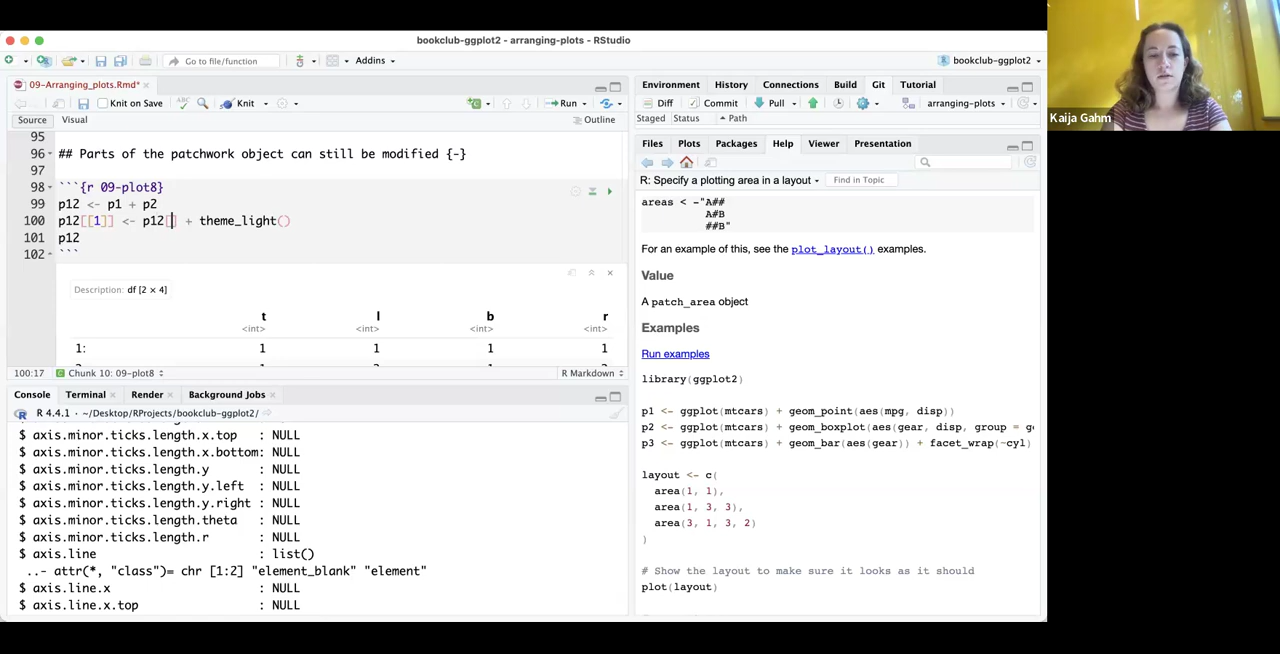 bookclub-ggplot2 - arranging-plots - RStudio
Go to file/function
Addins
bookclub-ggplot2
09-Arranging_plots.Rmd*
Knit on Save
Knit
Run
Source
Visual
Outline
95
96 ## Parts of the patchwork object can still be modified {-}
97
98 ```{r 09-plot8}
99 p12 <- p1 + p2
100 p12[[1]] <- p12[] + theme_light()
101 p12
102 ```
Description: df [2 × 4]
t l b r
<int> <int> <int> <int>
1: 1 1 1 1
100:17 Chunk 10: 09-plot8 R Markdown
Console Terminal Render Background Jobs
R 4.4.1 · ~/Desktop/RProjects/bookclub-ggplot2/
$ axis.minor.ticks.length.x.top : NULL
$ axis.minor.ticks.length.x.bottom: NULL
$ axis.minor.ticks.length.y : NULL
$ axis.minor.ticks.length.y.left : NULL
$ axis.minor.ticks.length.y.right : NULL
$ axis.minor.ticks.length.theta : NULL
$ axis.minor.ticks.length.r : NULL
$ axis.line : list()
..- attr(*, "class")= chr [1:2] "element_blank" "element"
$ axis.line.x : NULL
$ axis.line.x.top : NULL
Environment History Connections Build Git Tutorial
Diff Commit Pull arranging-plots
Staged Status Path
Files Plots Packages Help Viewer Presentation
R: Specify a plotting area in a layout Find in Topic
areas < -"A##
A#B
##B"
For an example of this, see the plot_layout() examples.
Value
A patch_area object
Examples
Run examples
library(ggplot2)
p1 <- ggplot(mtcars) + geom_point(aes(mpg, disp))
p2 <- ggplot(mtcars) + geom_boxplot(aes(gear, disp, group = ge
p3 <- ggplot(mtcars) + geom_bar(aes(gear)) + facet_wrap(~cyl)
layout <- c(
area(1, 1),
area(1, 3, 3),
area(3, 1, 3, 2)
)
# Show the layout to make sure it looks as it should
plot(layout)
Kaija Gahm